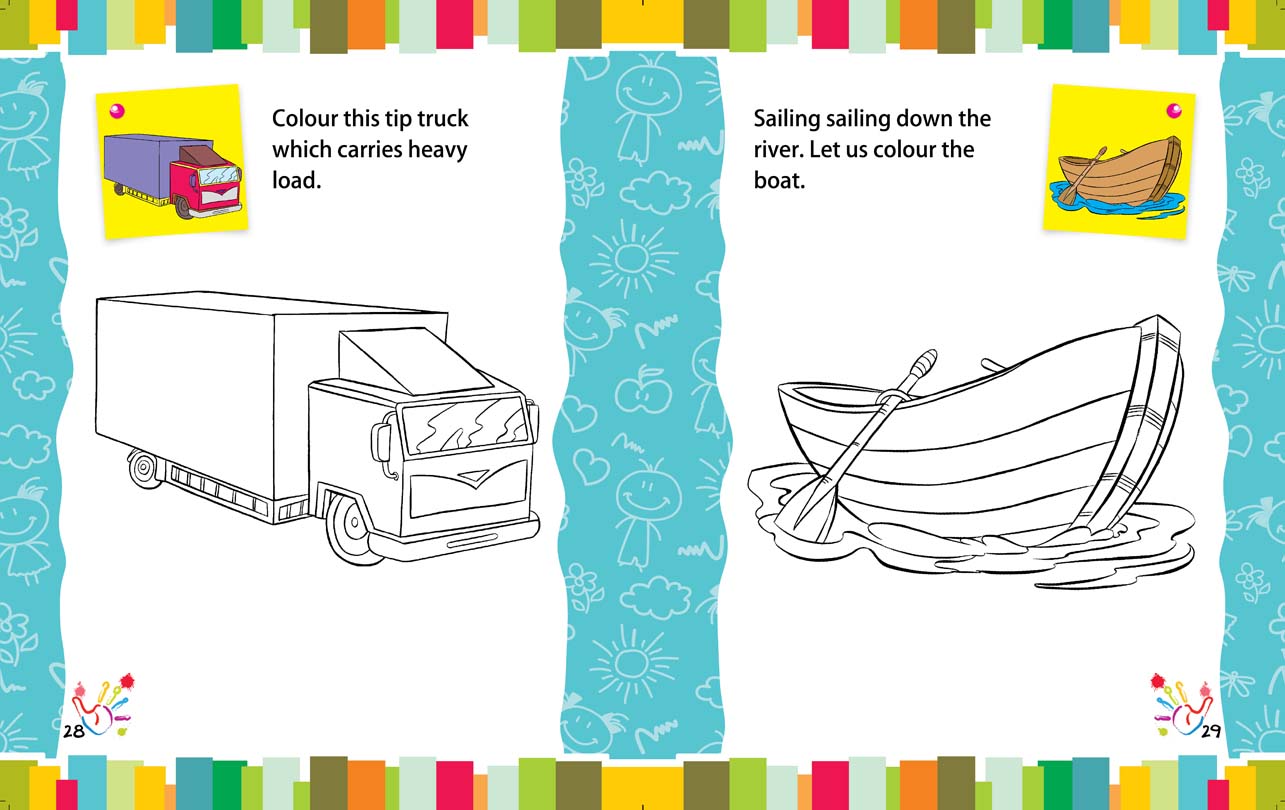 Colour this tip truck
which carries heavy
load.
28
Sailing sailing down the
river. Let us colour the
boat.
29